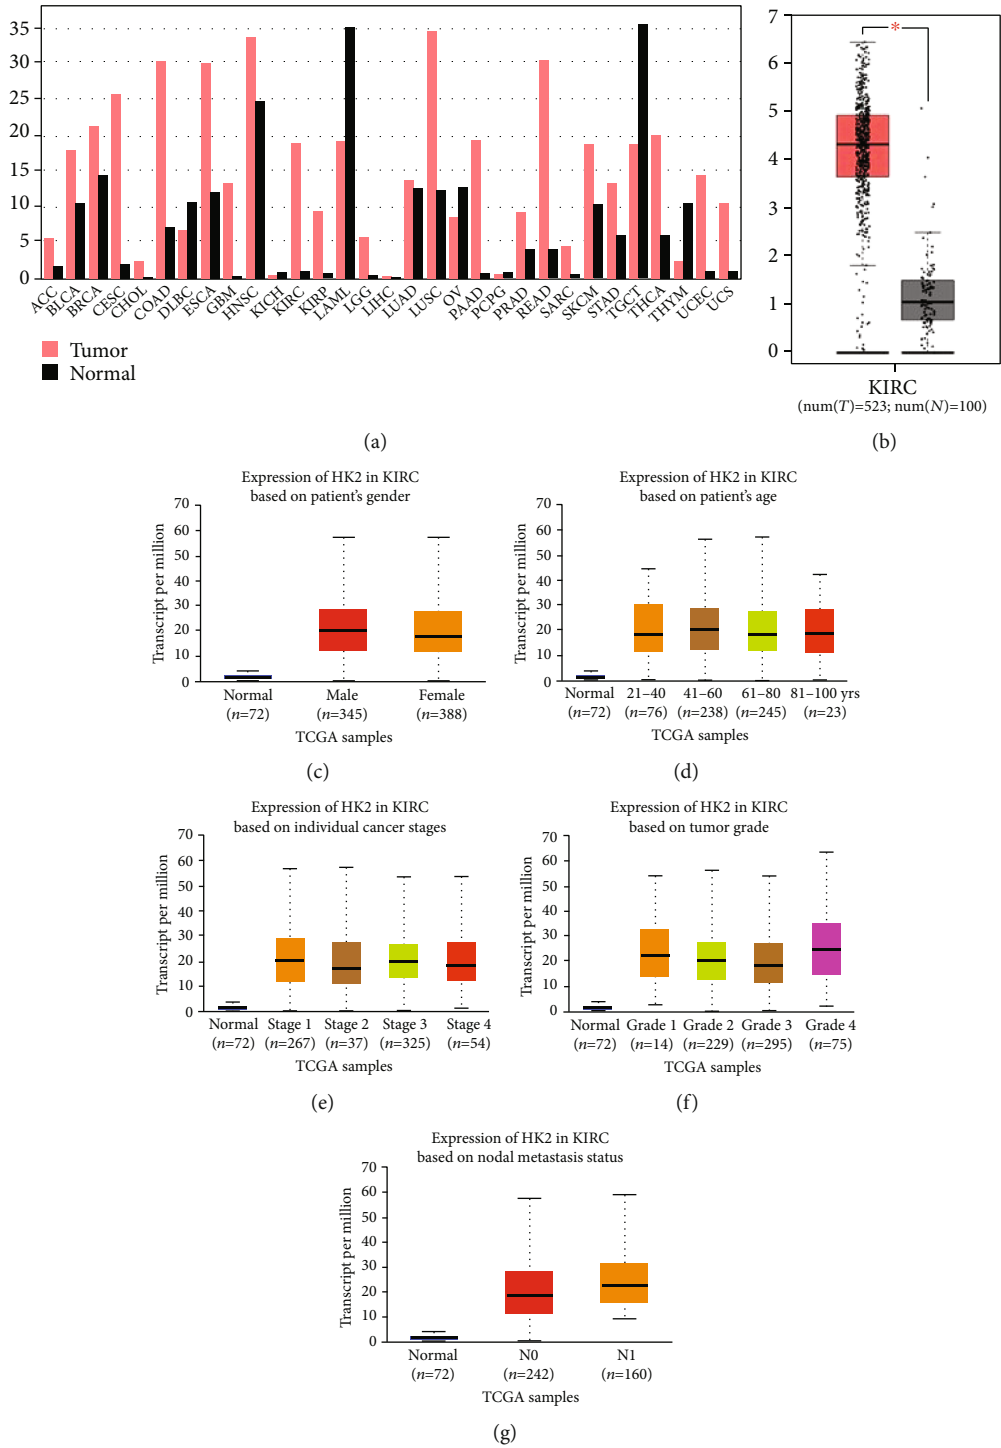 35
30
25
20
15
10
5
0
ACC
BLCA
BRCA
CESC
CHOL
COAD
DLBC
ESCA
GBM
HNSC
KICH
KIRC
KIRP
LAML
LGG
LIHC
LUAD
LUSC
OV
PAAD
PCPG
PRAD
READ
SARC
SKCM
STAD
TGCT
THCA
THYM
UCEC
UCS
Tumor
Normal
(a)
7
6
5
4
3
2
1
0
*
KIRC
(num(T)=523; num(N)=100)
(b)
Expression of HK2 in KIRC
based on patient's gender
Transcript per million
70
60
50
40
30
20
10
0
Normal Male Female
(n=72) (n=345) (n=388)
TCGA samples
(c)
Expression of HK2 in KIRC
based on patient's age
Transcript per million
70
60
50
40
30
20
10
0
Normal 21–40 41–60 61–80 81–100 yrs
(n=72) (n=76) (n=238) (n=245) (n=23)
TCGA samples
(d)
Expression of HK2 in KIRC
based on individual cancer stages
Transcript per million
70
60
50
40
30
20
10
0
Normal Stage 1 Stage 2 Stage 3 Stage 4
(n=72) (n=267) (n=37) (n=325) (n=54)
TCGA samples
(e)
Expression of HK2 in KIRC
based on tumor grade
Transcript per million
70
60
50
40
30
20
10
0
Normal Grade 1 Grade 2 Grade 3 Grade 4
(n=72) (n=14) (n=229) (n=295) (n=75)
TCGA samples
(f)
Expression of HK2 in KIRC
based on nodal metastasis status
Transcript per million
70
60
50
40
30
20
10
0
Normal N0 N1
(n=72) (n=242) (n=160)
TCGA samples
(g)